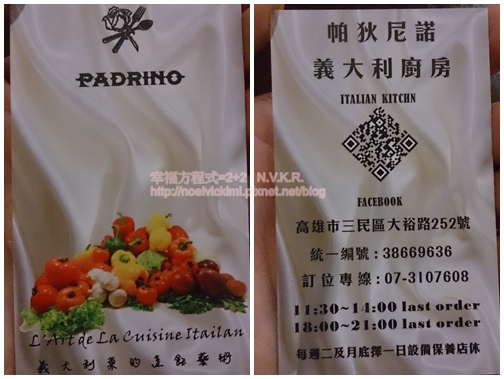 PADRINO
L'Art de La Cuisine Itailan
義大利菜的烹飪藝術
帕狄尼諾
義大利廚房
ITALIAN KITCHN
FACEBOOK
高雄市三民區大裕路252號
統一編號:38669636
訂位專線:07-3107608
11:30~14:00 last order
18:00~21:00 last order
每週二及月底擇一日設備保養店休
幸福方程式=2+2 N.V.K.R.
http://noelvickimi.pixnet.net/blog